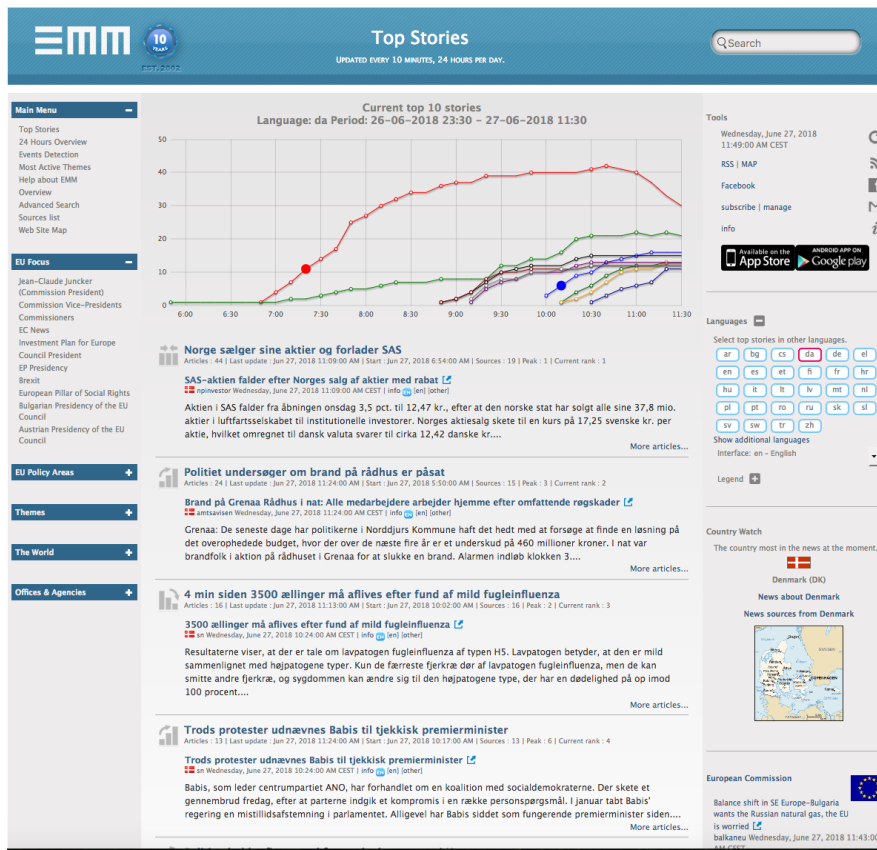 EMM
10
YEARS
EST. 2002
Top Stories
UPDATED EVERY 10 MINUTES, 24 HOURS PER DAY.
Search
Main Menu
Top Stories
24 Hours Overview
Events Detection
Most Active Themes
Help about EMM
Overview
Advanced Search
Sources list
Web Site Map
EU Focus
Jean-Claude Juncker
(Commission President)
Commission Vice-Presidents
Commissioners
EC News
Investment Plan for Europe
Council President
EP Presidency
Brexit
European Pillar of Social Rights
Bulgarian Presidency of the EU
Council
Austrian Presidency of the EU
Council
EU Policy Areas
Themes
The World
Offices & Agencies
Current top 10 stories
Language: da Period: 26-06-2018 23:30 - 27-06-2018 11:30
50
40
30
20
10
0
6:00 6:30 7:00 7:30 8:00 8:30 9:00 9:30 10:00 10:30 11:00 11:30
Norge sælger sine aktier og forlader SAS
Articles : 44 | Last update : Jun 27, 2018 11:09:00 AM | Start : Jun 27, 2018 6:54:00 AM | Sources : 19 | Peak : 1 | Current rank : 1
SAS-aktien falder efter Norges salg af aktier med rabat
npinvestor Wednesday, June 27, 2018 11:09:00 AM CEST | info [en] [other]
Aktien i SAS falder fra åbningen onsdag 3,5 pct. til 12,47 kr., efter at den norske stat har solgt alle sine 37,8 mio.
aktier i luftfartsselskabet til institutionelle investorer. Norges aktiesalg skete til en kurs på 17,25 svenske kr. per
aktie, hvilket omregnet til dansk valuta svarer til cirka 12,42 danske kr....
More articles...
Politiet undersøger om brand på rådhus er påsat
Articles : 24 | Last update : Jun 27, 2018 11:24:00 AM | Start : Jun 27, 2018 5:50:00 AM | Sources : 15 | Peak : 3 | Current rank : 2
Brand på Grenaa Rådhus i nat: Alle medarbejdere arbejder hjemme efter omfattende røgskader
amtsavisen Wednesday, June 27, 2018 11:24:00 AM CEST | info [en] [other]
Grenaa: De seneste dage har politikerne i Norddjurs Kommune haft det hedt med at forsøge at finde en løsning på
det overophedede budget, hvor der over de næste fire år er et underskud på 460 millioner kroner. I nat var
brandfolk i aktion på rådhuset i Grenaa for at slukke en brand. Alarmen indløb klokken 3....
More articles...
4 min siden 3500 ællinger må aflives efter fund af mild fugleinfluenza
Articles : 16 | Last update : Jun 27, 2018 11:13:00 AM | Start : Jun 27, 2018 10:02:00 AM | Sources : 16 | Peak : 2 | Current rank : 3
3500 ællinger må aflives efter fund af mild fugleinfluenza
sn Wednesday, June 27, 2018 10:24:00 AM CEST | info [en] [other]
Resultaterne viser, at der er tale om lavpatogen fugleinfluenza af typen H5. Lavpatogen betyder, at den er mild
sammenlignet med højpatogene typer. Kun de færreste fjerkræ dør af lavpatogen fugleinfluenza, men de kan
smitte andre fjerkræ, og sygdommen kan ændre sig til den højpatogene type, der har en dødelighed på op imod
100 procent....
More articles...
Trods protester udnævnes Babis til tjekkisk premierminister
Articles : 13 | Last update : Jun 27, 2018 11:24:00 AM | Start : Jun 27, 2018 10:17:00 AM | Sources : 13 | Peak : 6 | Current rank : 4
Trods protester udnævnes Babis til tjekkisk premierminister
sn Wednesday, June 27, 2018 10:24:00 AM CEST | info [en] [other]
Babis, som leder centrumpartiet ANO, har forhandlet om en koalition med socialdemokraterne. Der skete et
gennembrud fredag, efter at parterne indgik et kompromis i en række personspørgsmål. I januar tabt Babis'
regering en mistillidsafstemning i parlamentet. Alligevel har Babis siddet som fungerende premierminister siden....
More articles...
Tools
Wednesday, June 27, 2018
11:49:00 AM CEST
RSS | MAP
Facebook
subscribe | manage
info
Available on the
App Store
ANDROID APP ON
Google play
Languages
Select top stories in other languages.
ar bg cs da de el
en es et fi fr hr
hu it lt lv mt nl
pl pt ro ru sk sl
sv sw tr zh
Show additional languages
Interface: en - English
Legend
Country Watch
The country most in the news at the moment.
Denmark (DK)
News about Denmark
News sources from Denmark
COPENHAGEN
European Commission
Balance shift in SE Europe-Bulgaria
wants the Russian natural gas, the EU
is worried
balkaneu Wednesday, June 27, 2018 11:43:00
AM CEST